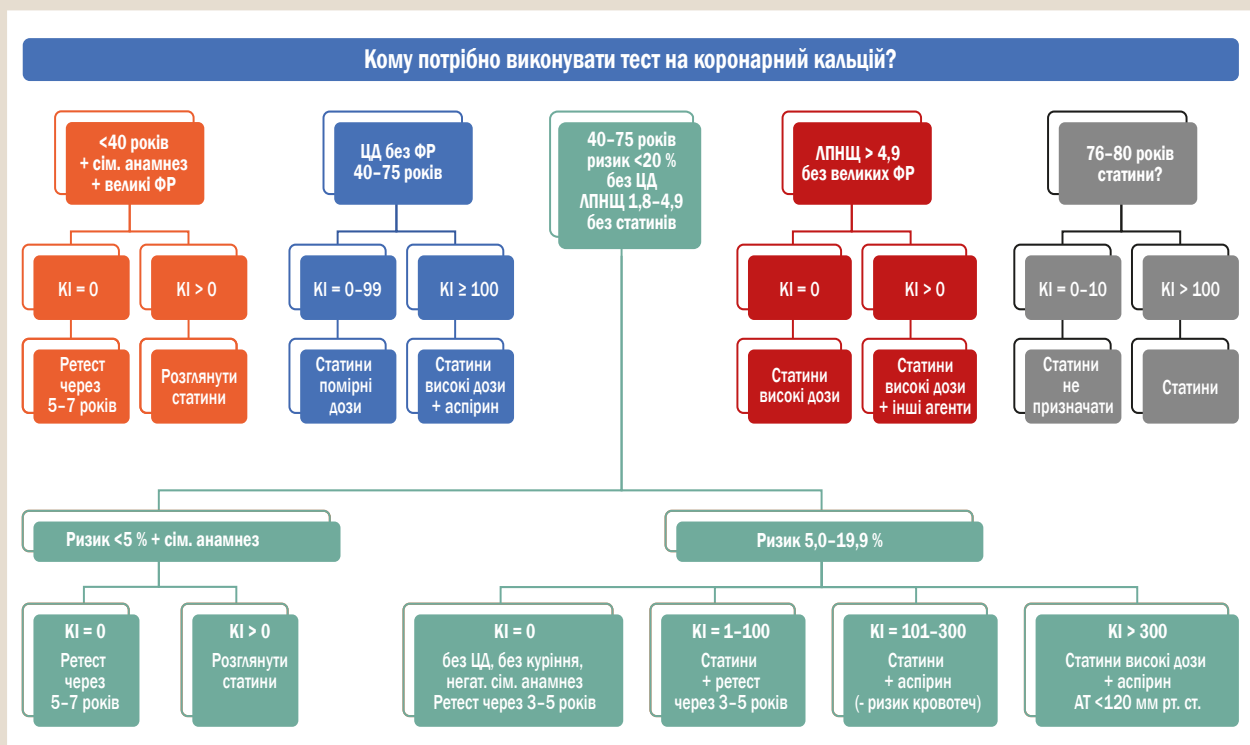 Кому потрібно виконувати тест на коронарний кальцій?
<40 років
+ сім. анамнез
+ великі ФР
ЦД без ФР
40–75 років
40–75 років
ризик <20 %
без ЦД
ЛПНЩ 1,8–4,9
без статинів
ЛПНЩ > 4,9
без великих ФР
76–80 років
статини?
КІ = 0
КІ > 0
КІ = 0–99
КІ ≥ 100
КІ = 0
КІ > 0
КІ = 0–10
КІ > 100
Ретест
через
5–7 років
Розглянути
статини
Статини
помірні
дози
Статини
високі дози
+ аспірин
Статини
високі дози
Статини
високі дози
+ інші агенти
Статини
не
призначати
Статини
Ризик <5 % + сім. анамнез
Ризик 5,0–19,9 %
КІ = 0
Ретест
через
5–7 років
КІ > 0
Розглянути
статини
КІ = 0
без ЦД, без куріння,
негат. сім. анамнез
Ретест через 3–5 років
КІ = 1–100
Статини
+ ретест
через 3–5 років
КІ = 101–300
Статини
+ аспірин
(- ризик кровотеч)
КІ > 300
Статини високі дози
+ аспірин
АТ <120 мм рт. ст.